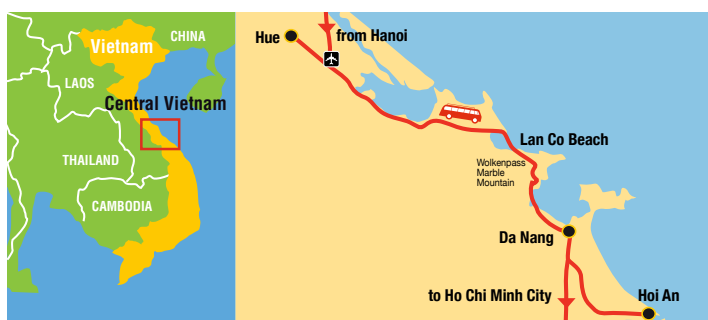 Vietnam
CHINA
LAOS
Central Vietnam
THAILAND
CAMBODIA
Hue
from Hanoi
Lan Co Beach
Wolkenpass
Marble
Mountain
Da Nang
to Ho Chi Minh City
Hoi An